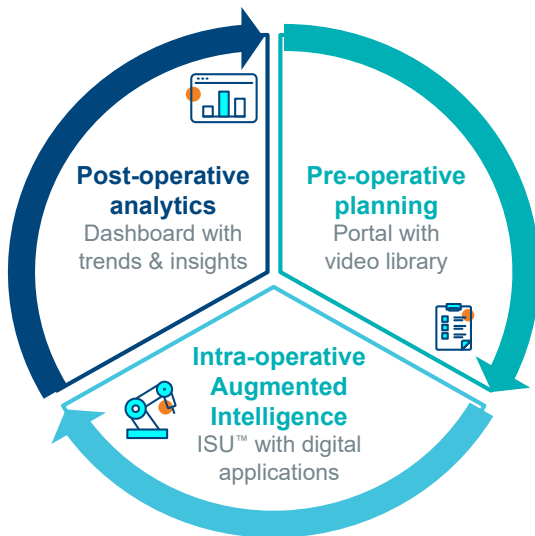 Post-operative
analytics
Dashboard with
trends & insights
Pre-operative
planning
Portal with
video library
Intra-operative
Augmented
Intelligence
ISU™ with digital
applications